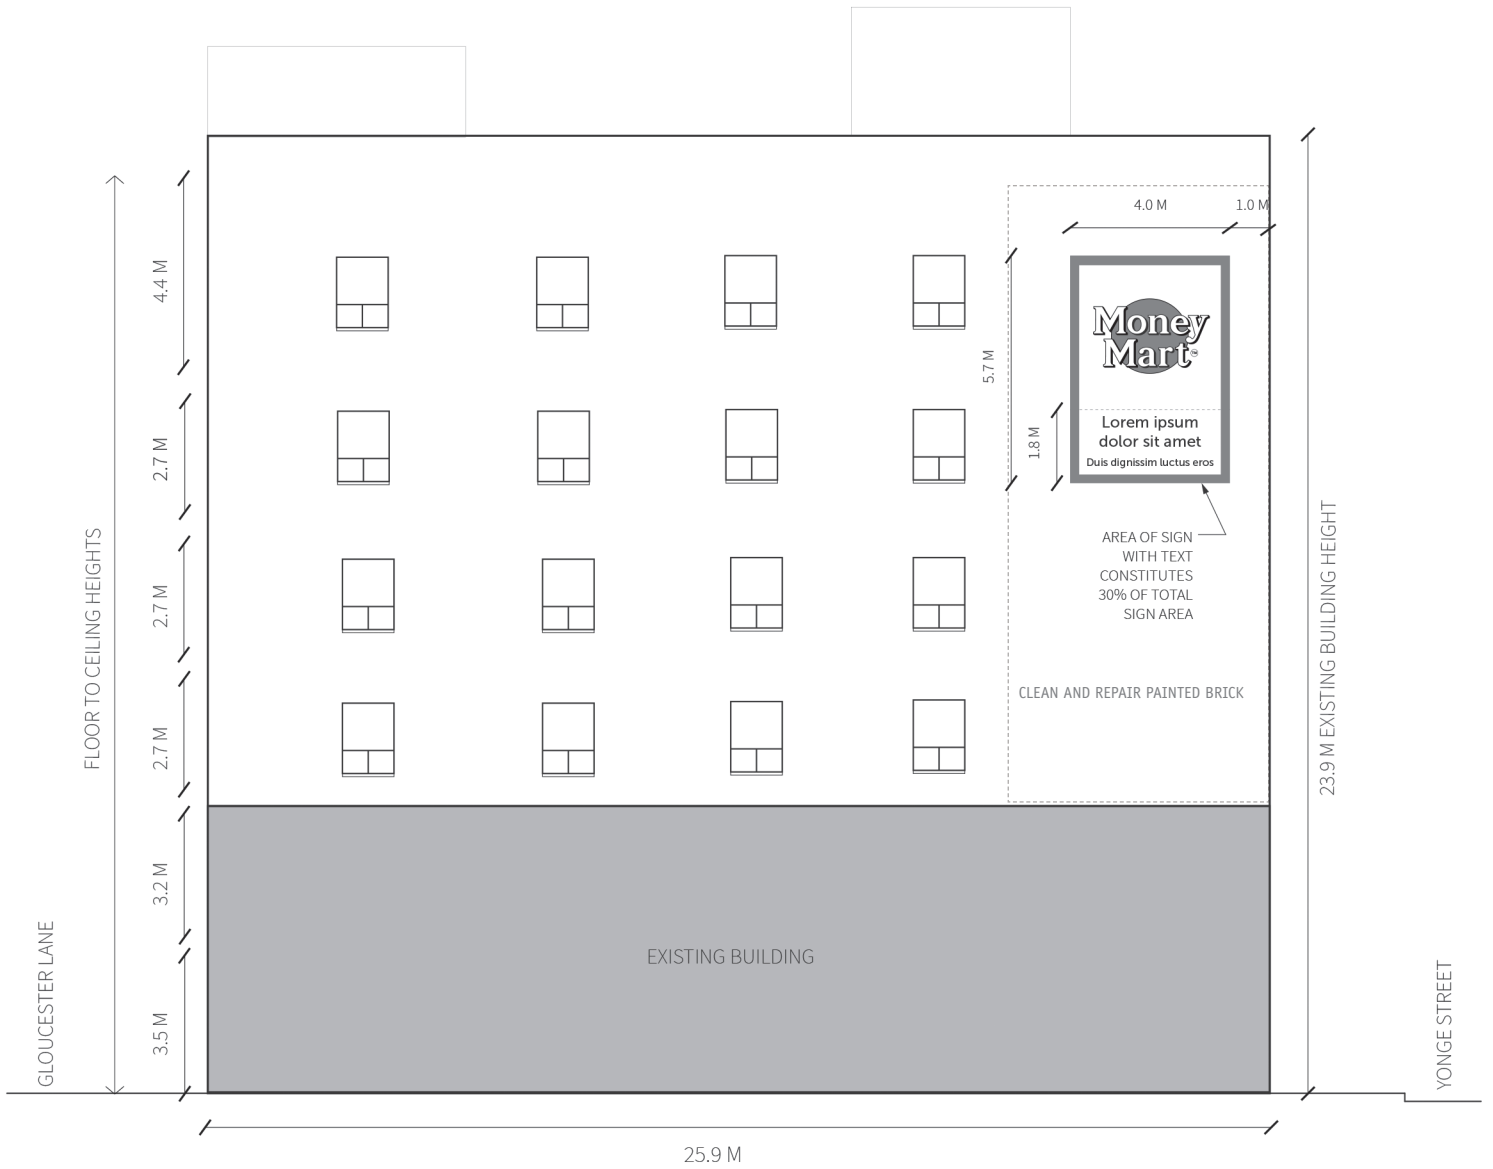 4.0 M
1.0 M
4.4 M
Money
Mart
TM
5.7 M
Lorem ipsum
dolor sit amet
Duis dignissim luctus eros
1.8 M
2.7 M
AREA OF SIGN
WITH TEXT
CONSTITUTES
30% OF TOTAL
SIGN AREA
2.7 M
FLOOR TO CEILING HEIGHTS
23.9 M EXISTING BUILDING HEIGHT
CLEAN AND REPAIR PAINTED BRICK
2.7 M
3.2 M
EXISTING BUILDING
GLOUCESTER LANE
3.5 M
YONGE STREET
25.9 M